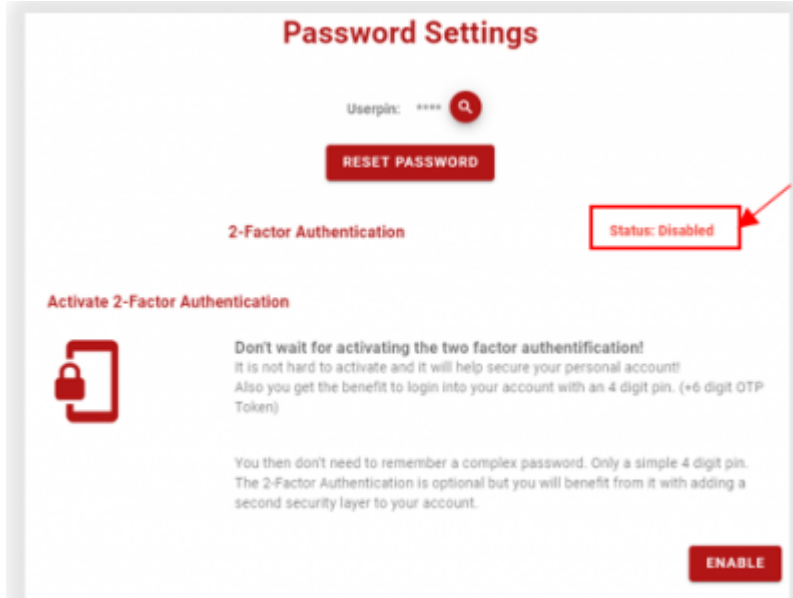 Password Settings
Userpin: ****
RESET PASSWORD
2-Factor Authentication
Status: Disabled
Activate 2-Factor Authentication
Don't wait for activating the two factor authentification!
It is not hard to activate and it will help secure your personal account!
Also you get the benefit to login into your account with an 4 digit pin. (+6 digit OTP
Token)
You then don't need to remember a complex password. Only a simple 4 digit pin.
The 2-Factor Authentication is optional but you will benefit from it with adding a
second security layer to your account.
ENABLE